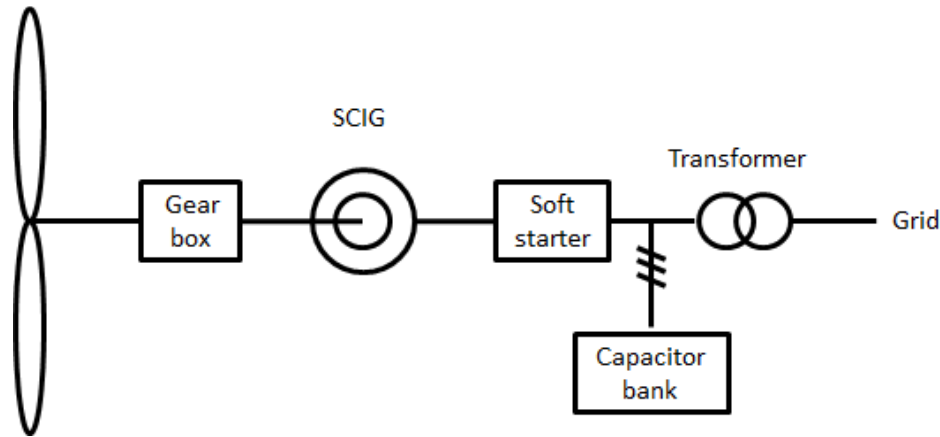 SCIG
Transformer
Gear
box
Soft
starter
Grid
Capacitor
bank